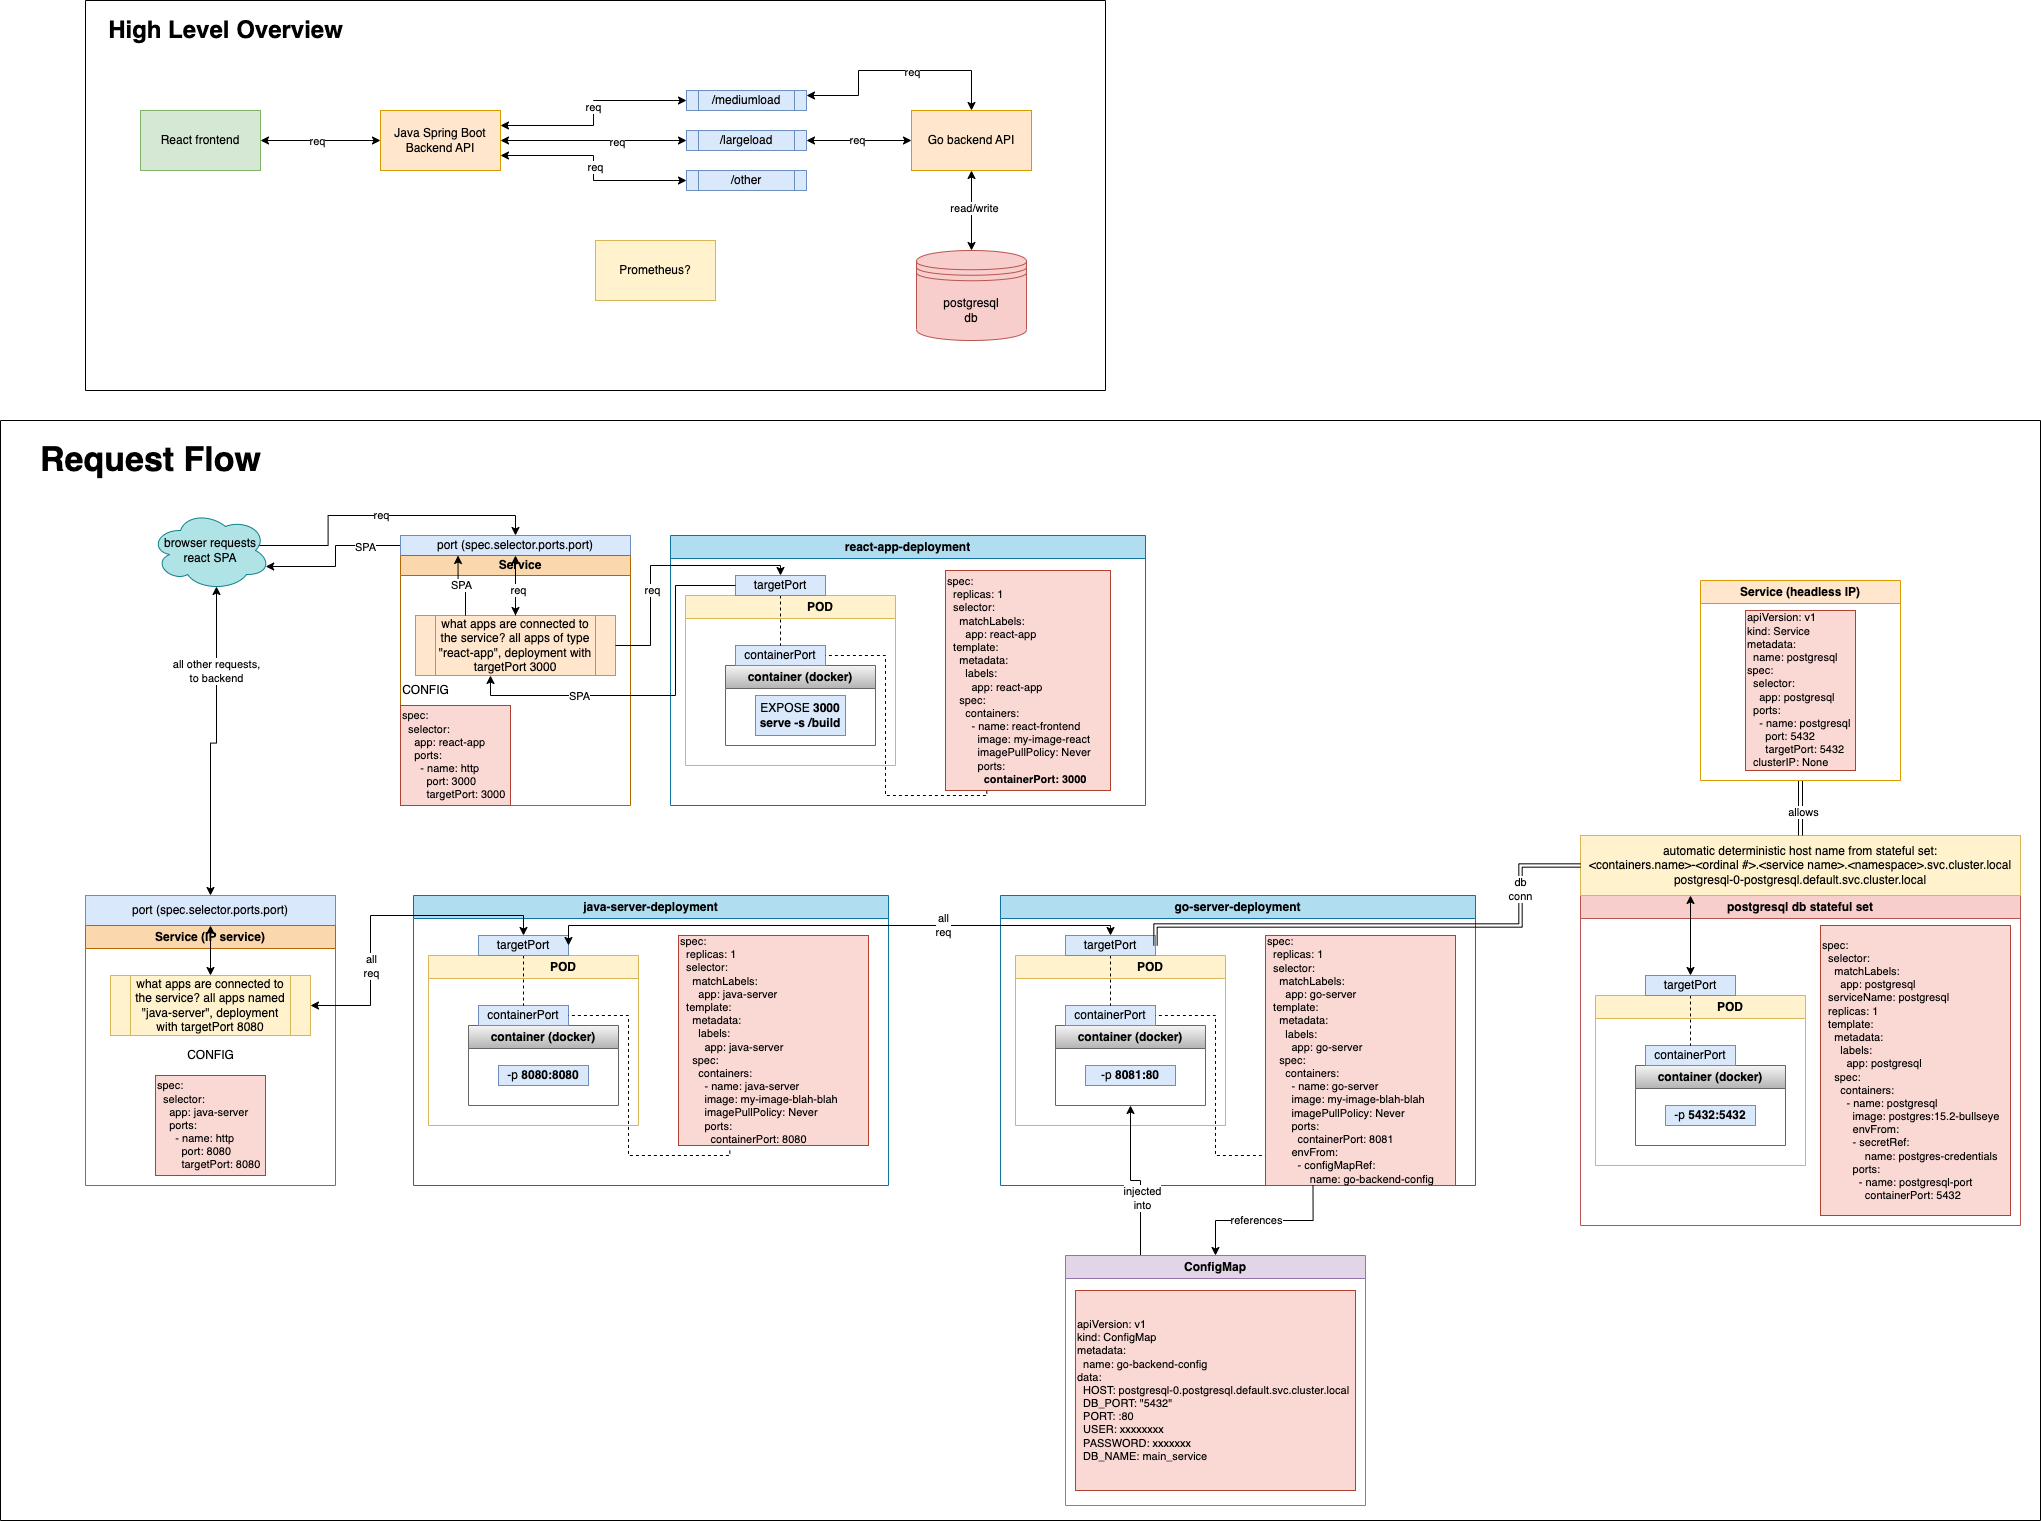 High Level Overview
React frontend
req
Java Spring Boot
Backend API
req
req
req
/mediumload
/largeload
/other
req
req
Go backend API
read/write
postgresql
db
Prometheus?
Request Flow
browser requests
react SPA
req
SPA
all other requests,
to backend
port (spec.selector.ports.port)
Service
SPA
req
what apps are connected to
the service? all apps of type
"react-app", deployment with
targetPort 3000
CONFIG
spec:
selector:
app: react-app
ports:
- name: http
port: 3000
targetPort: 3000
req
SPA
react-app-deployment
targetPort
POD
containerPort
container (docker)
EXPOSE 3000
serve -s /build
spec:
replicas: 1
selector:
matchLabels:
app: react-app
template:
metadata:
labels:
app: react-app
spec:
containers:
- name: react-frontend
image: my-image-react
imagePullPolicy: Never
ports:
containerPort: 3000
Service (headless IP)
apiVersion: v1
kind: Service
metadata:
name: postgresql
spec:
selector:
app: postgresql
ports:
- name: postgresql
port: 5432
targetPort: 5432
clusterIP: None
allows
automatic deterministic host name from stateful set:
<containers.name>-<ordinal #>.<service name>.<namespace>.svc.cluster.local
postgresql-0-postgresql.default.svc.cluster.local
postgresql db stateful set
targetPort
POD
containerPort
container (docker)
-p 5432:5432
spec:
selector:
matchLabels:
app: postgresql
serviceName: postgresql
replicas: 1
template:
metadata:
labels:
app: postgresql
spec:
containers:
- name: postgresql
image: postgres:15.2-bullseye
envFrom:
- secretRef:
name: postgres-credentials
ports:
- name: postgresql-port
containerPort: 5432
port (spec.selector.ports.port)
Service (IP service)
what apps are connected to
the service? all apps named
"java-server", deployment
with targetPort 8080
CONFIG
spec:
selector:
app: java-server
ports:
- name: http
port: 8080
targetPort: 8080
all
req
java-server-deployment
targetPort
POD
containerPort
container (docker)
-p 8080:8080
spec:
replicas: 1
selector:
matchLabels:
app: java-server
template:
metadata:
labels:
app: java-server
spec:
containers:
- name: java-server
image: my-image-blah-blah
imagePullPolicy: Never
ports:
containerPort: 8080
all
req
go-server-deployment
targetPort
POD
containerPort
container (docker)
-p 8081:80
spec:
replicas: 1
selector:
matchLabels:
app: go-server
template:
metadata:
labels:
app: go-server
spec:
containers:
- name: go-server
image: my-image-blah-blah
imagePullPolicy: Never
ports:
containerPort: 8081
envFrom:
- configMapRef:
name: go-backend-config
db
conn
injected
into
references
ConfigMap
apiVersion: v1
kind: ConfigMap
metadata:
name: go-backend-config
data:
HOST: postgresql-0.postgresql.default.svc.cluster.local
DB_PORT: "5432"
PORT: :80
USER: xxxxxxxx
PASSWORD: xxxxxxx
DB_NAME: main_service